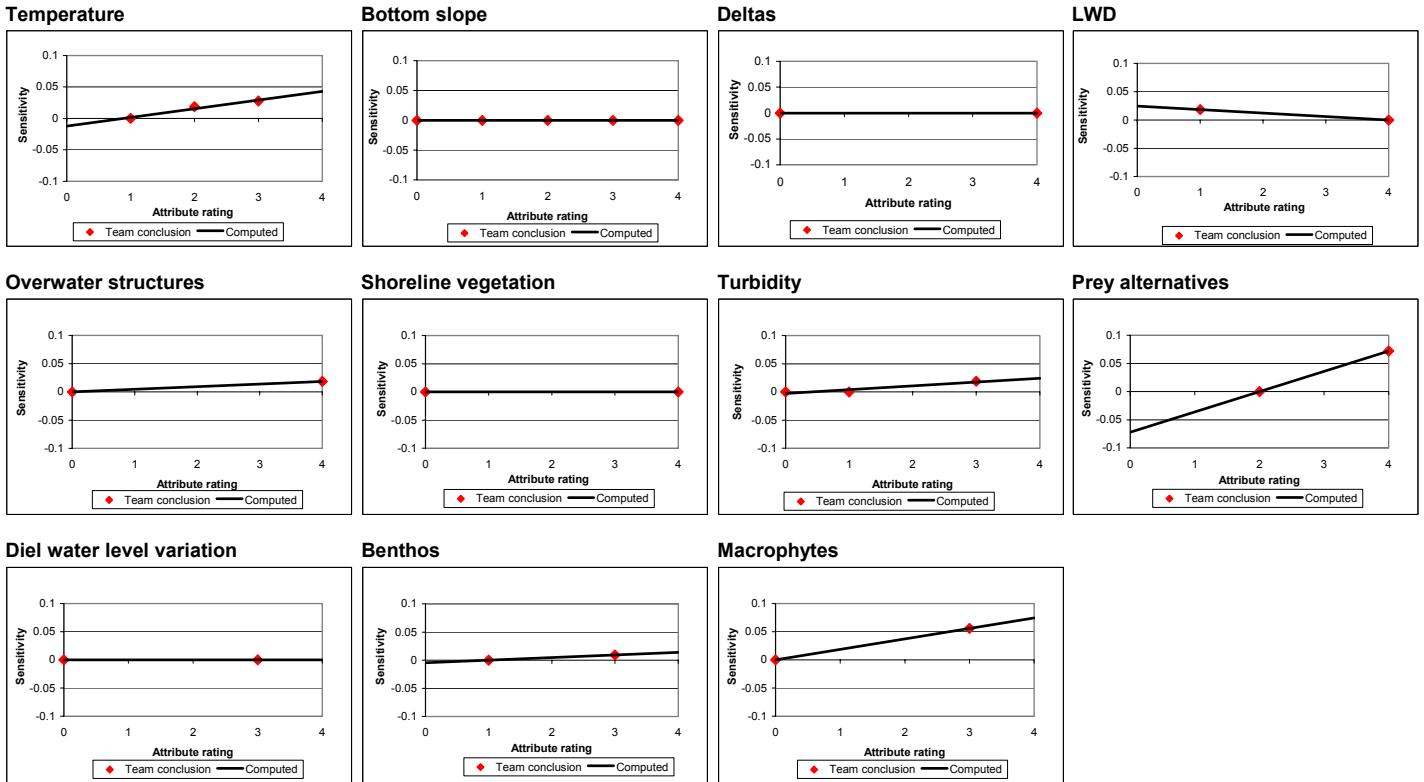 Temperature
0.1
0.05
0
-0.05
-0.1
Sensitivity
0 1 2 3 4
Attribute rating
Team conclusion Computed
Bottom slope
0.1
0.05
0
-0.05
-0.1
Sensitivity
0 1 2 3 4
Attribute rating
Team conclusion Computed
Deltas
0.1
0.05
0
-0.05
-0.1
Sensitivity
0 1 2 3 4
Attribute rating
Team conclusion Computed
LWD
0.1
0.05
0
-0.05
-0.1
Sensitivity
0 1 2 3 4
Attribute rating
Team conclusion Computed
Overwater structures
0.1
0.05
0
-0.05
-0.1
Sensitivity
0 1 2 3 4
Attribute rating
Team conclusion Computed
Shoreline vegetation
0.1
0.05
0
-0.05
-0.1
Sensitivity
0 1 2 3 4
Attribute rating
Team conclusion Computed
Turbidity
0.1
0.05
0
-0.05
-0.1
Sensitivity
0 1 2 3 4
Attribute rating
Team conclusion Computed
Prey alternatives
0.1
0.05
0
-0.05
-0.1
Sensitivity
0 1 2 3 4
Attribute rating
Team conclusion Computed
Diel water level variation
0.1
0.05
0
-0.05
-0.1
Sensitivity
0 1 2 3 4
Attribute rating
Team conclusion Computed
Benthos
0.1
0.05
0
-0.05
-0.1
Sensitivity
0 1 2 3 4
Attribute rating
Team conclusion Computed
Macrophytes
0.1
0.05
0
-0.05
-0.1
Sensitivity
0 1 2 3 4
Attribute rating
Team conclusion Computed